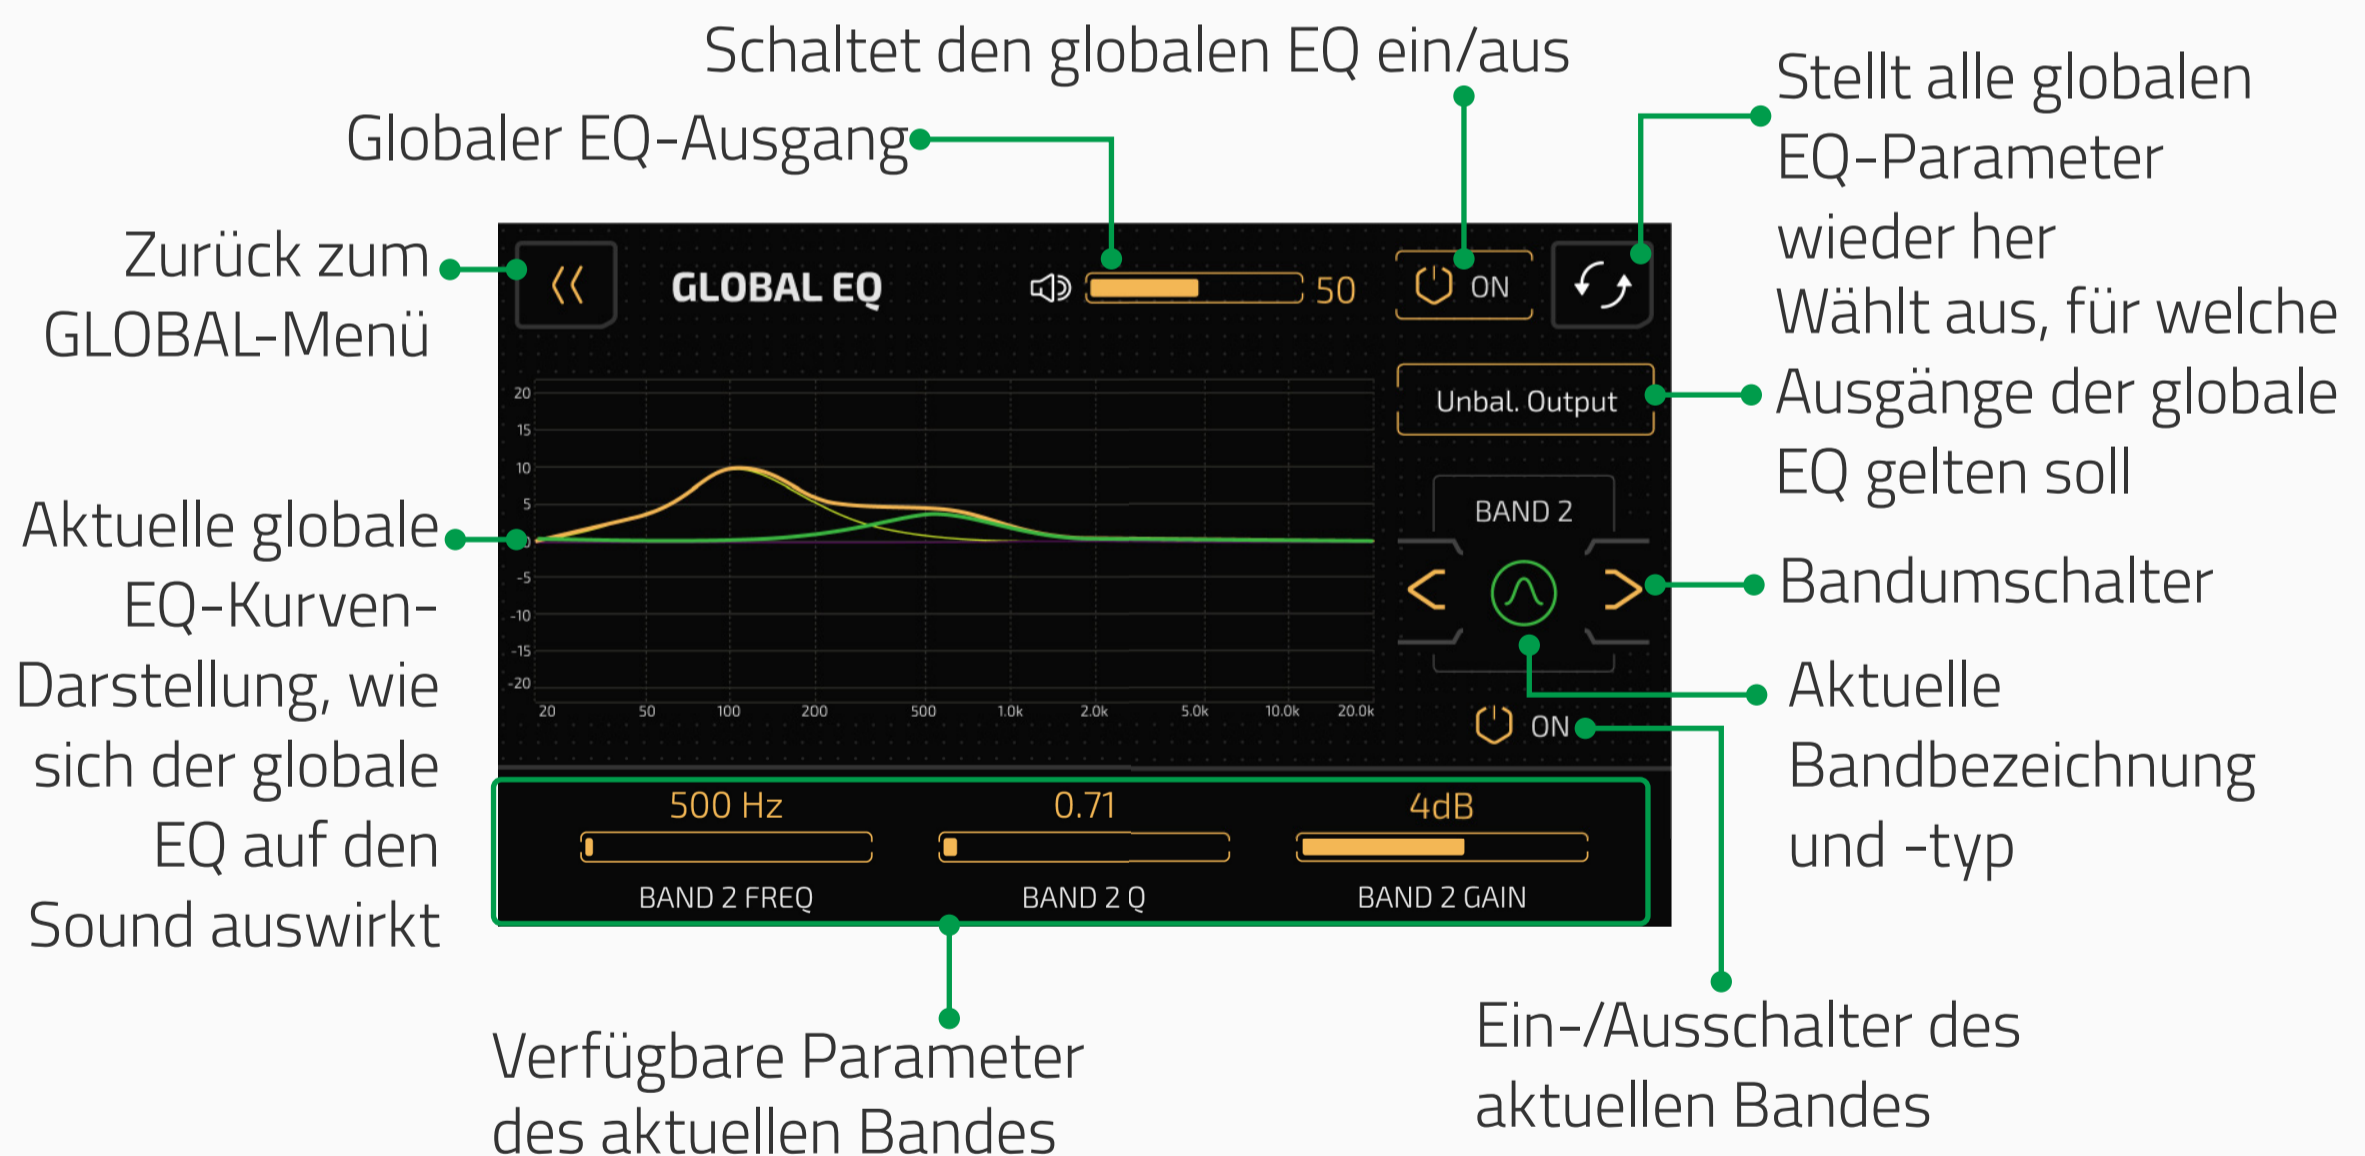 Schaltet den globalen EQ ein/aus
Globaler EQ-Ausgang
Stellt alle globalen
EQ-Parameter
wieder her
Zurück zum
GLOBAL-Menü
GLOBAL EQ
50
ON
Wählt aus, für welche
Ausgänge der globale
EQ gelten soll
Unbal. Output
20
15
10
5
0
-5
-10
-15
-20
20 50 100 200 500 1.0k 2.0k 5.0k 10.0k 20.0k
Aktuelle globale
EQ-Kurven-
Darstellung, wie
sich der globale
EQ auf den
Sound auswirkt
BAND 2
Bandumschalter
Aktuelle
Bandbezeichnung
und -typ
ON
500 Hz 0.71 4dB
BAND 2 FREQ BAND 2 Q BAND 2 GAIN
Verfügbare Parameter
des aktuellen Bandes
Ein-/Ausschalter des
aktuellen Bandes